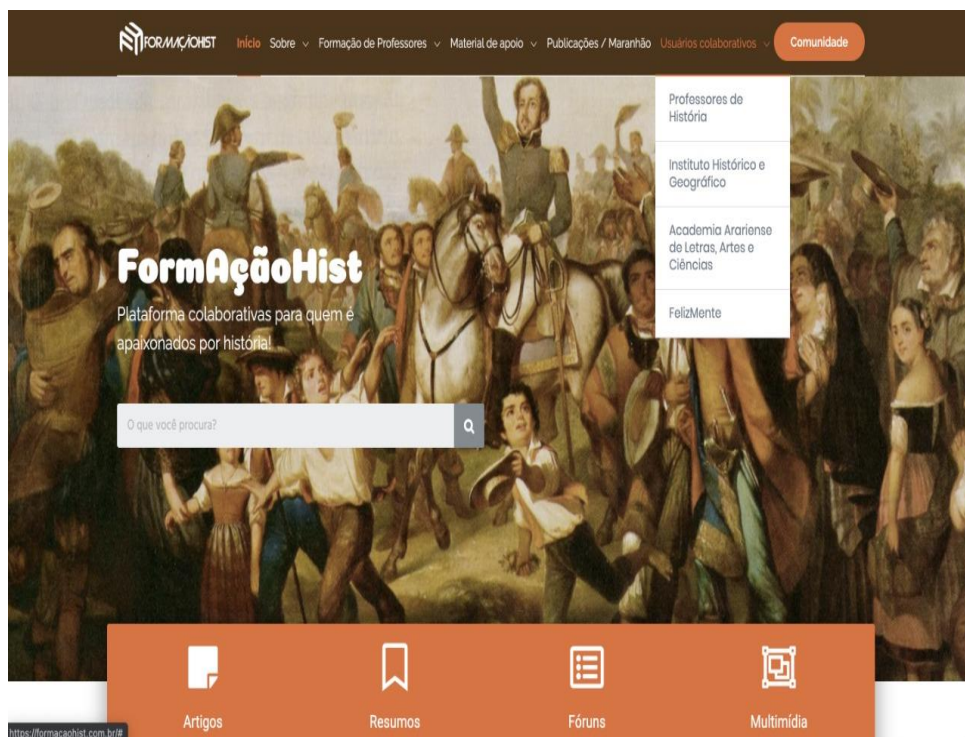 FORMAÇÃOHIST
Início Sobre Formação de Professores Material de apoio Publicações / Maranhão Usuários colaborativos Comunidade
Professores de
História
Instituto Histórico e
Geográfico
Academia Arariense
de Letras, Artes e
Ciências
FelizMente
FormAçãoHist
Plataforma colaborativas para quem é
apaixonados por história!
O que você procura?
Artigos Resumos Fóruns Multimídia
https://formacaohist.com.br/#